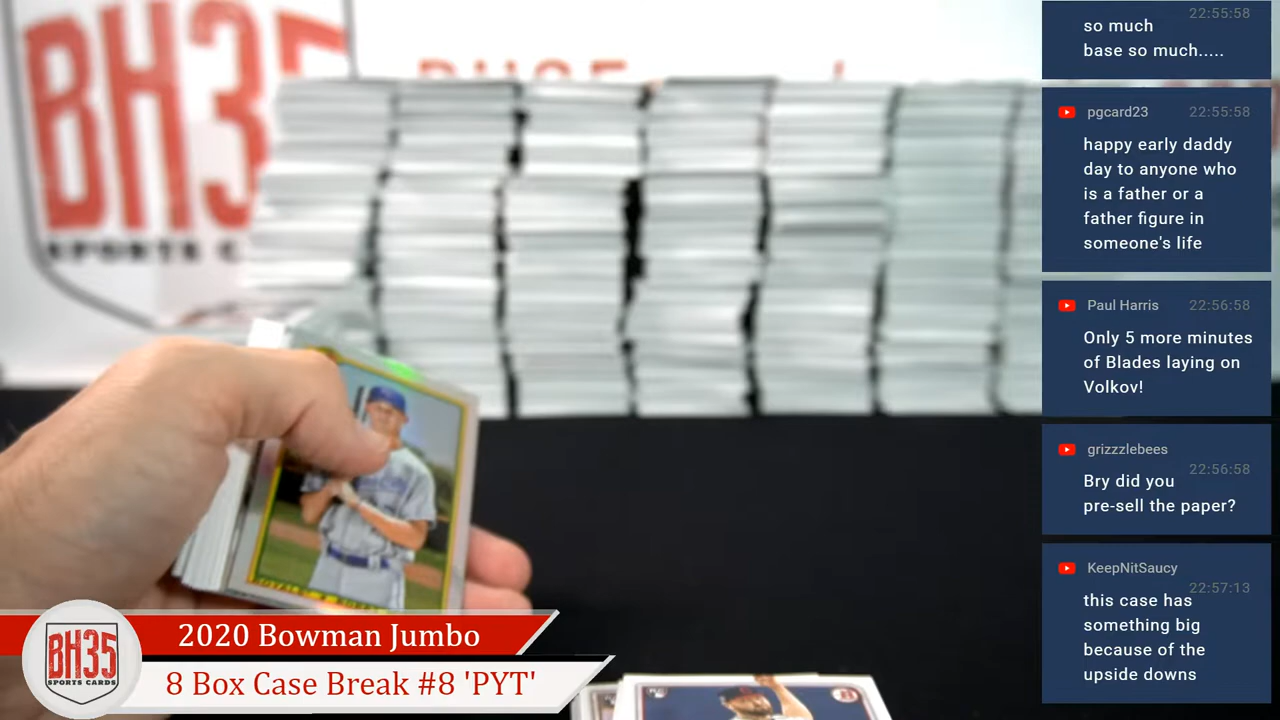 BH35
SPORTS C
so much
22:55:58
base so much.....
pgcard23
22:55:58
happy early daddy
day to anyone who
is a father or a
father figure in
someone's life
Paul Harris
22:56:58
Only 5 more minutes
of Blades laying on
Volkov!
grizzzlebees
22:56:58
Bry did you
pre-sell the paper?
KeepNitSaucy
22:57:13
this case has
something big
because of the
upside downs
BH35
SPORTS CARDS
2020 Bowman Jumbo
8 Box Case Break #8 'PYT'